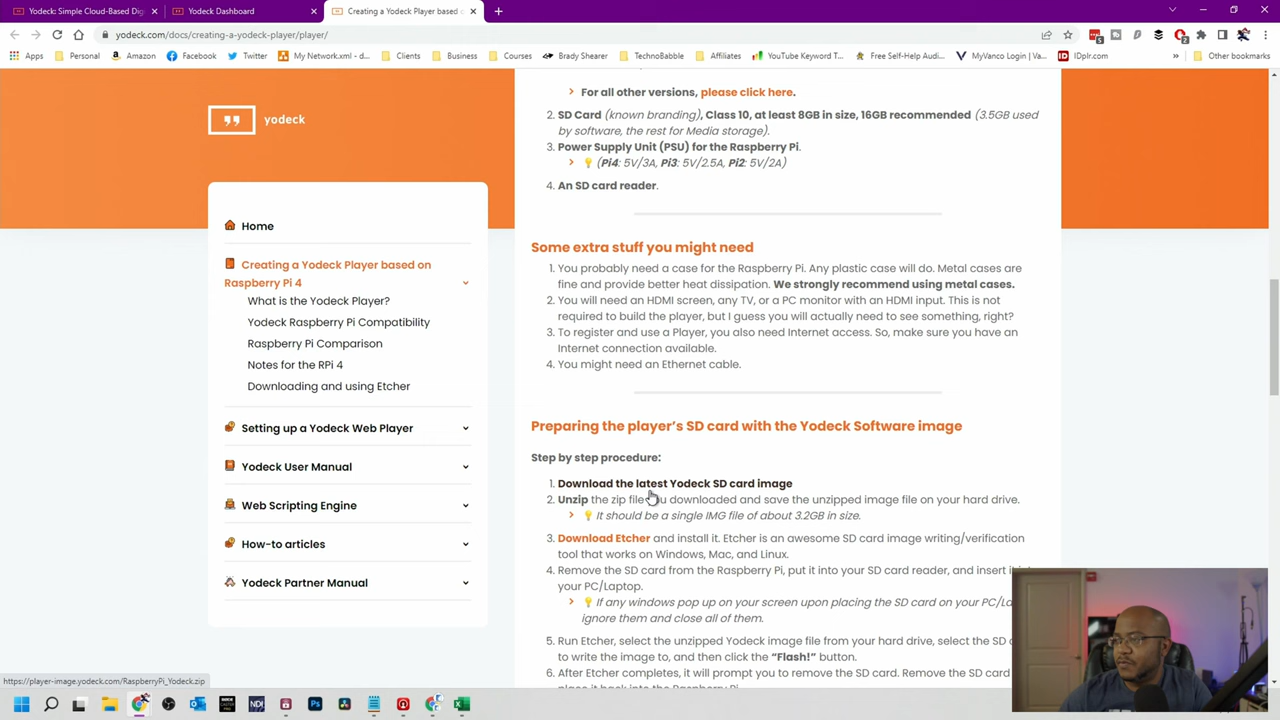 Yodeck: Simple Cloud-Based Dig
Yodeck Dashboard
Creating a Yodeck Player based o
yodeck.com/docs/creating-a-yodeck-player/player/
Apps
Personal
Amazon
Facebook
Twitter
My Network.xml - d...
Clients
Business
Brady Shearer
Courses
TechnoBabble
Affiliates
YouTube Keyword T...
Free Self-Help Audi...
MyVanco Login | Va...
IDplr.com
Other bookmarks
yodeck
Home
Creating a Yodeck Player based on
Raspberry Pi 4
What is the Yodeck Player?
Yodeck Raspberry Pi Compatibility
Raspberry Pi Comparison
Notes for the RPi 4
Downloading and using Etcher
Setting up a Yodeck Web Player
Yodeck User Manual
Web Scripting Engine
How-to articles
Yodeck Partner Manual
For all other versions, please click here.
2. SD Card (known branding), Class 10, at least 8GB in size, 16GB recommended (3.5GB used
by software, the rest for Media storage).
3. Power Supply Unit (PSU) for the Raspberry Pi.
(Pi4: 5V/3A, Pi3: 5V/2.5A, Pi2: 5V/2A)
4. An SD card reader.
Some extra stuff you might need
1. You probably need a case for the Raspberry Pi. Any plastic case will do. Metal cases are
fine and provide better heat dissipation. We strongly recommend using metal cases.
2. You will need an HDMI screen, any TV, or a PC monitor with an HDMI input. This is not
required to build the player, but I guess you will actually need to see something, right?
3. To register and use a Player, you also need Internet access. So, make sure you have an
Internet connection available.
4. You might need an Ethernet cable.
Preparing the player's SD card with the Yodeck Software image
Step by step procedure:
1. Download the latest Yodeck SD card image
2. Unzip the zip file you downloaded and save the unzipped image file on your hard drive.
It should be a single IMG file of about 3.2GB in size.
3. Download Etcher and install it. Etcher is an awesome SD card image writing/verification
tool that works on Windows, Mac, and Linux.
4. Remove the SD card from the Raspberry Pi, put it into your SD card reader, and insert it
your PC/Laptop.
If any windows pop up on your screen upon placing the SD card on your PC/La
ignore them and close all of them.
5. Run Etcher, select the unzipped Yodeck image file from your hard drive, select the SD
to write the image to, and then click the "Flash!" button.
6. After Etcher completes, it will prompt you to remove the SD card. Remove the SD card
place it back into the Raspberry Pi.
https://player-image.yodeck.com/RaspberryPi_Yodeck.zip